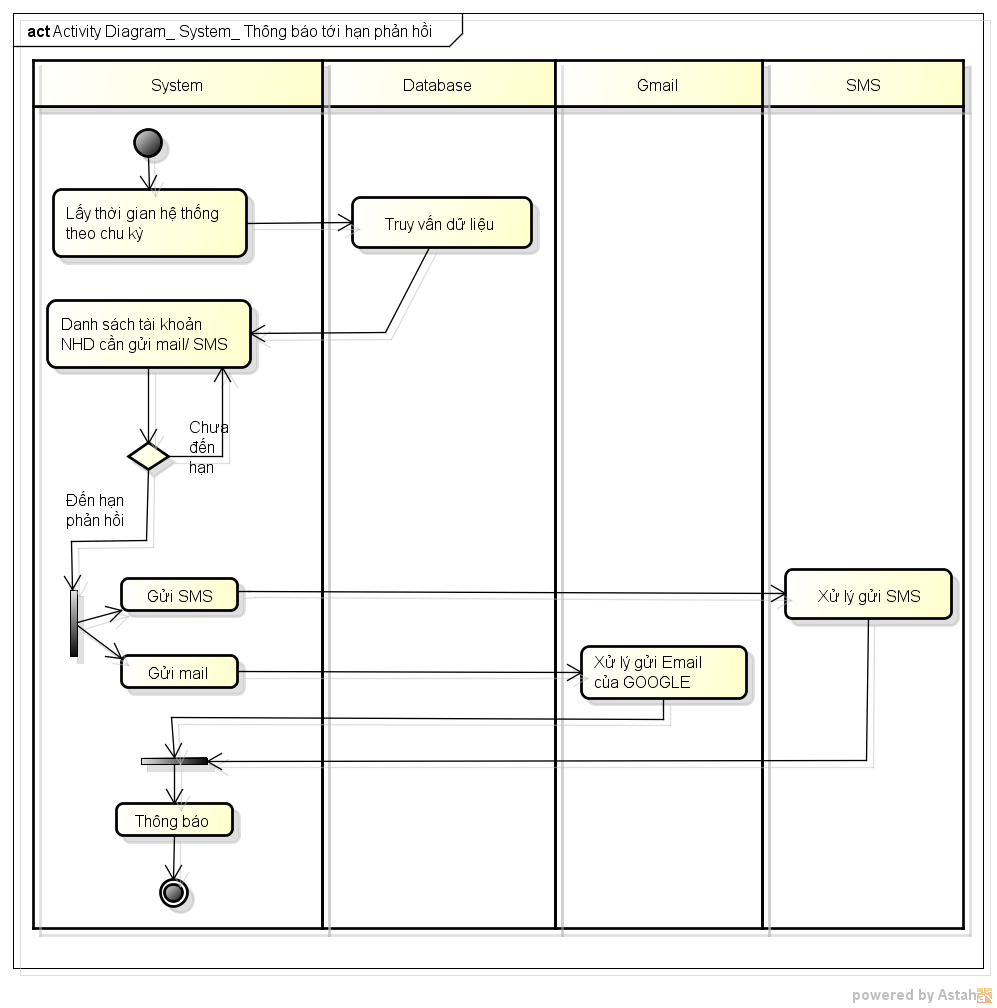 act Activity Diagram_ System_ Thông báo tới hạn phản hồi
System
Database
Gmail
SMS
Lấy thời gian hệ thống
theo chu kỳ
Truy vấn dữ liệu
Danh sách tài khoản
NHD cần gửi mail/ SMS
Chưa
đến
hạn
Đến hạn
phản hồi
Gửi SMS
Xử lý gửi SMS
Gửi mail
Xử lý gửi Email
của GOOGLE
Thông báo
powered by Astah